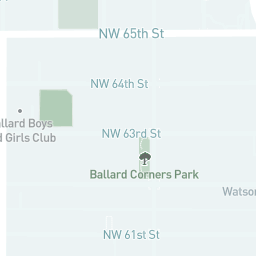 NW 65th St
NW 64th St
allard Boys
d Girls Club
NW 63rd St
Ballard Corners Park
Watson
NW 61st St